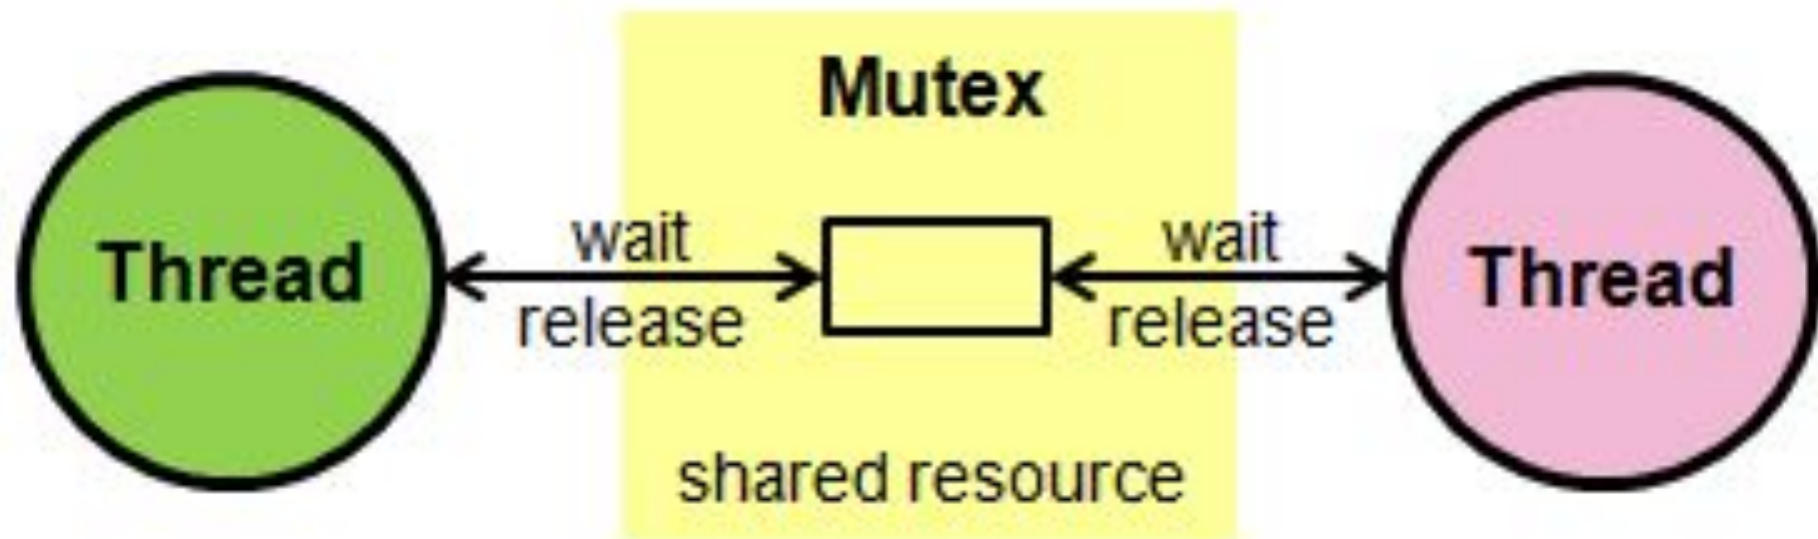 Mutex
Thread
wait
release
wait
release
Thread
shared resource